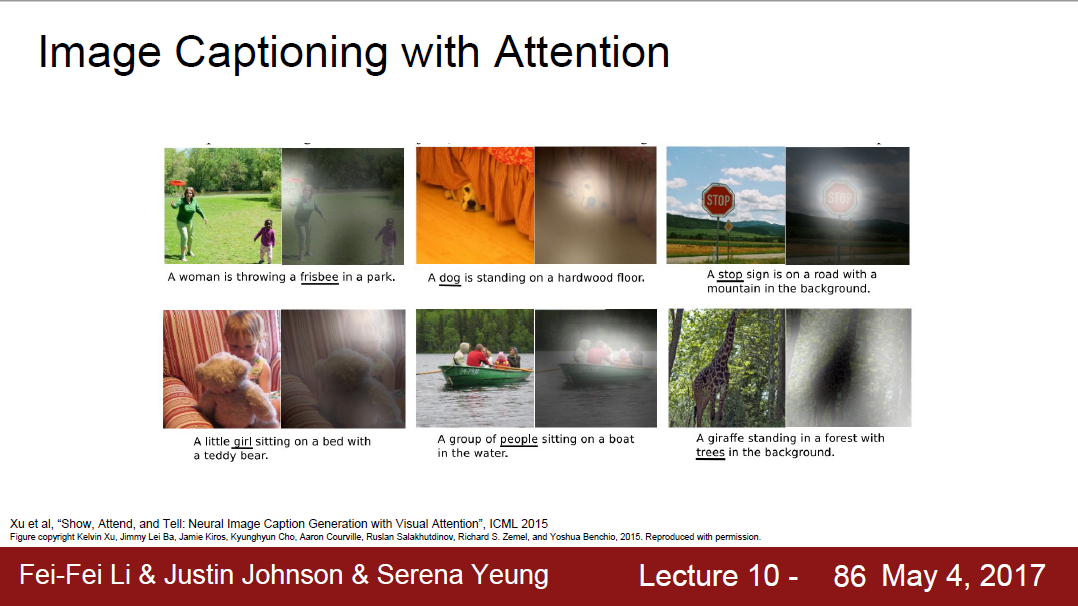 Image Captioning with Attention
STOP
STOP
A woman is throwing a frisbee in a park.
A dog is standing on a hardwood floor.
A stop sign is on a road with a
mountain in the background.
A little girl sitting on a bed with
a teddy bear.
A group of people sitting on a boat
in the water.
A giraffe standing in a forest with
trees in the background.
Xu et al, “Show, Attend, and Tell: Neural Image Caption Generation with Visual Attention”, ICML 2015
Figure copyright Kelvin Xu, Jimmy Lei Ba, Jamie Kiros, Kyunghyun Cho, Aaron Courville, Ruslan Salakhutdinov, Richard S. Zemel, and Yoshua Benchio, 2015. Reproduced with permission.
Fei-Fei Li & Justin Johnson & Serena Yeung Lecture 10 - 86 May 4, 2017